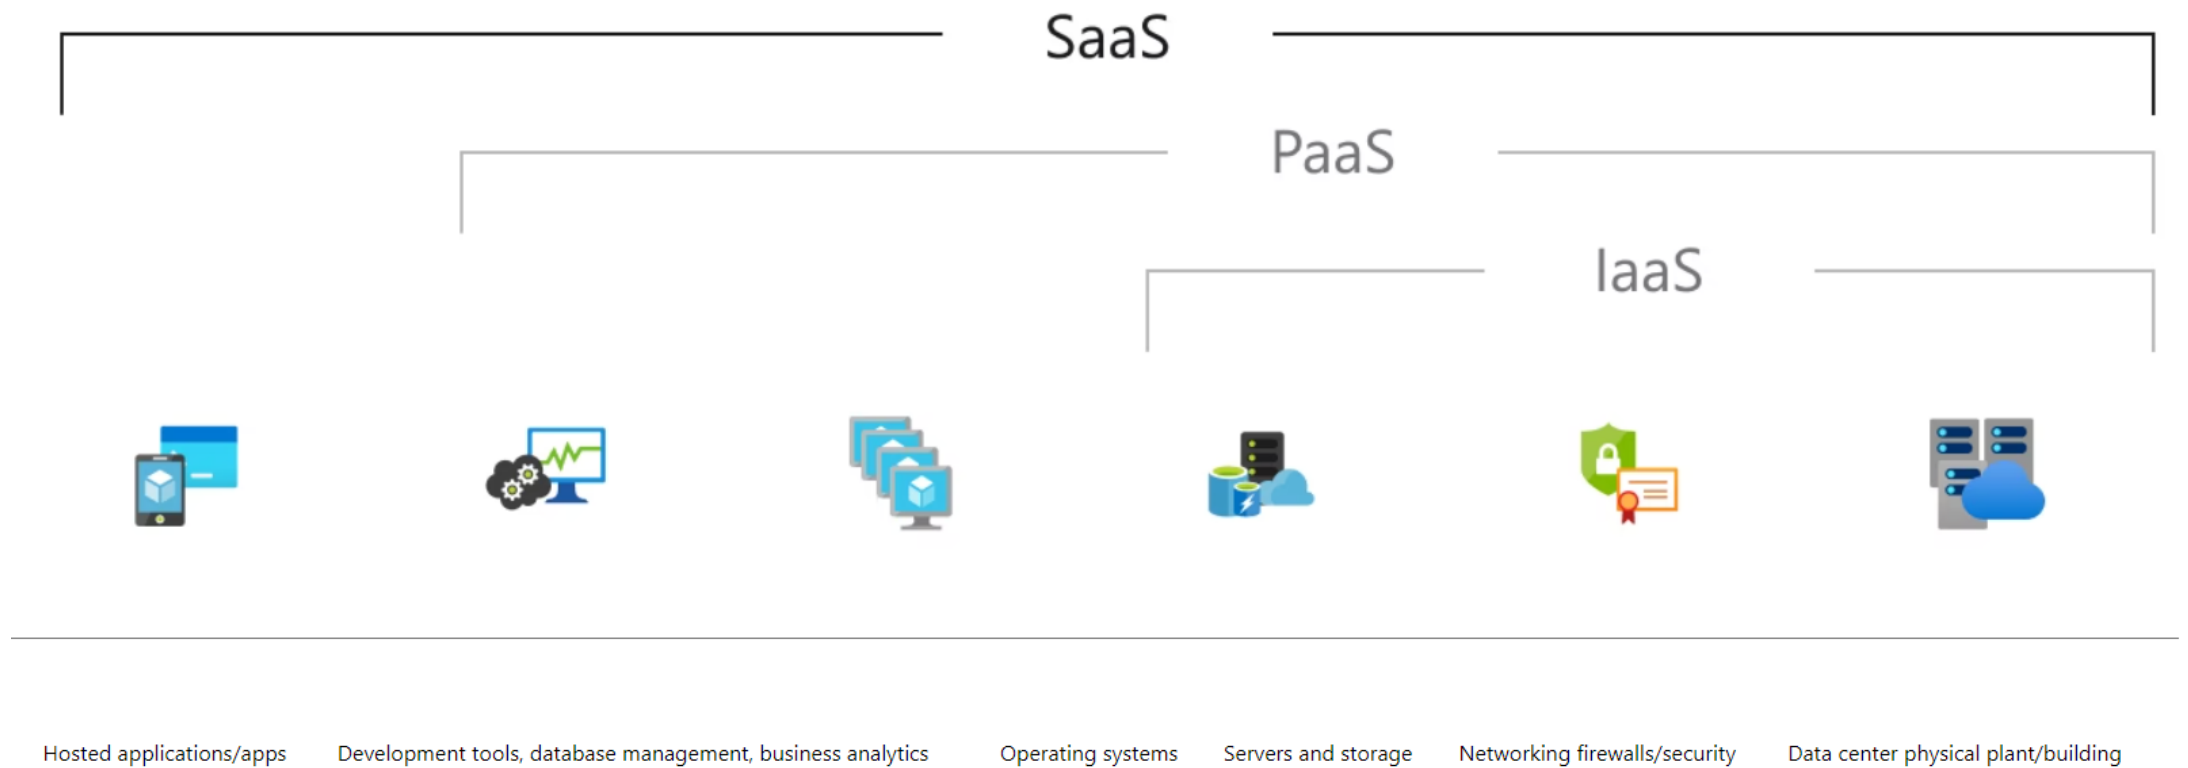 SaaS
PaaS
IaaS
Hosted applications/apps
Development tools, database management, business analytics
Operating systems
Servers and storage
Networking firewalls/security
Data center physical plant/building